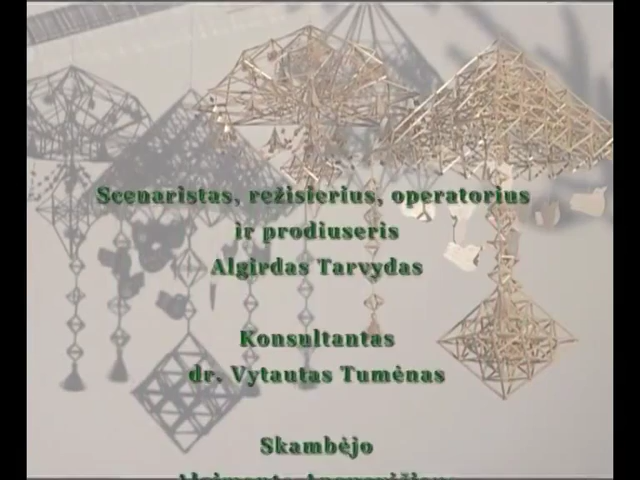 Scenaristas, režisierius, operatorius
ir prodiuseris
Algirdas Tarvydas
Konsultantas
dr. Vytautas Tumėnas
Skambėjo